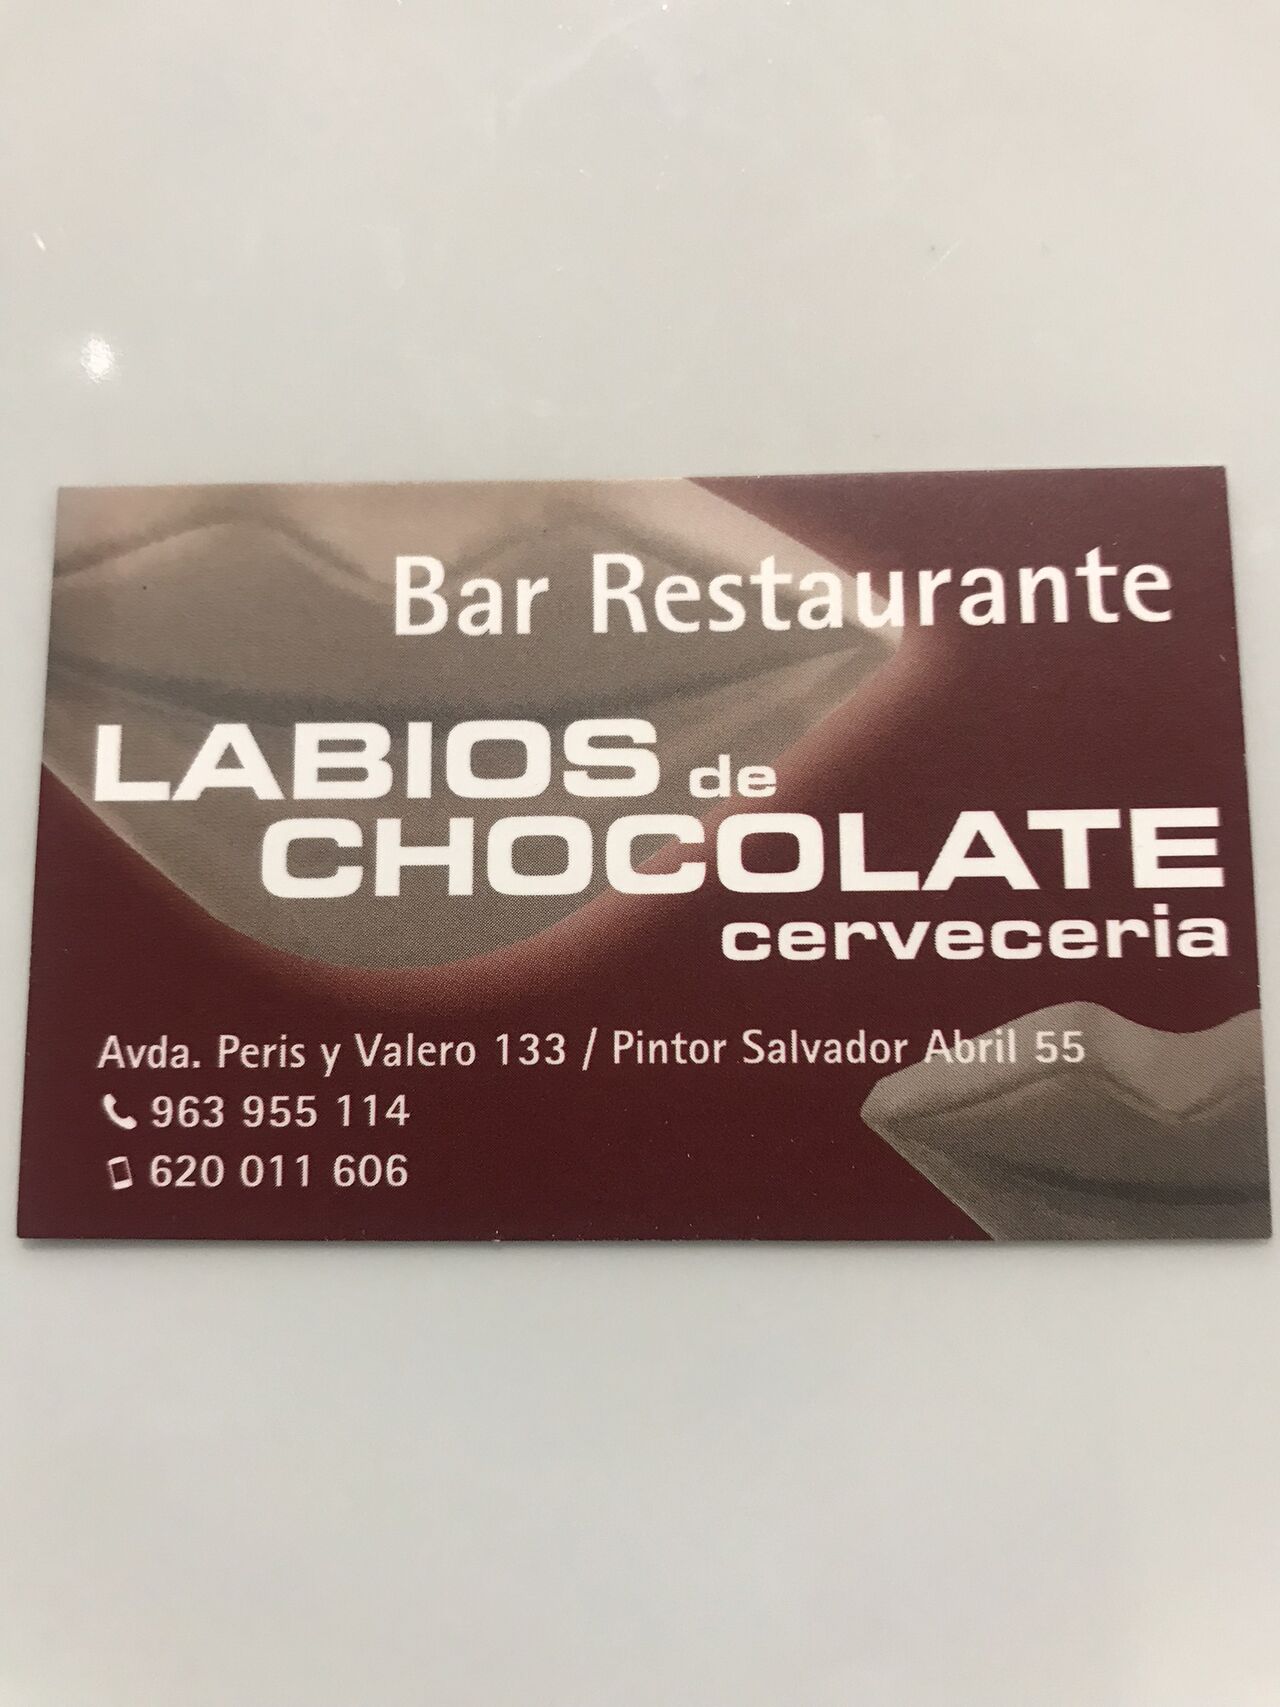 Bar Restaurante
LABIOS de
CHOCOLATE
cerveceria
Avda. Peris y Valero 133 / Pintor Salvador Abril 55
963 955 114
620 011 606